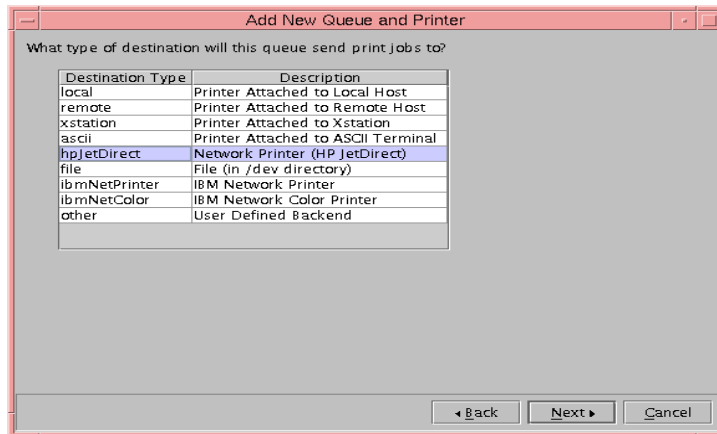 Add New Queue and Printer
What type of destination will this queue send print jobs to?
Destination Type Description
local Printer Attached to Local Host
remote Printer Attached to Remote Host
xstation Printer Attached to Xstation
ascii Printer Attached to ASCII Terminal
hpJetDirect Network Printer (HP JetDirect)
file File (in /dev directory)
ibmNetPrinter IBM Network Printer
ibmNetColor IBM Network Color Printer
other User Defined Backend
Back Next Cancel